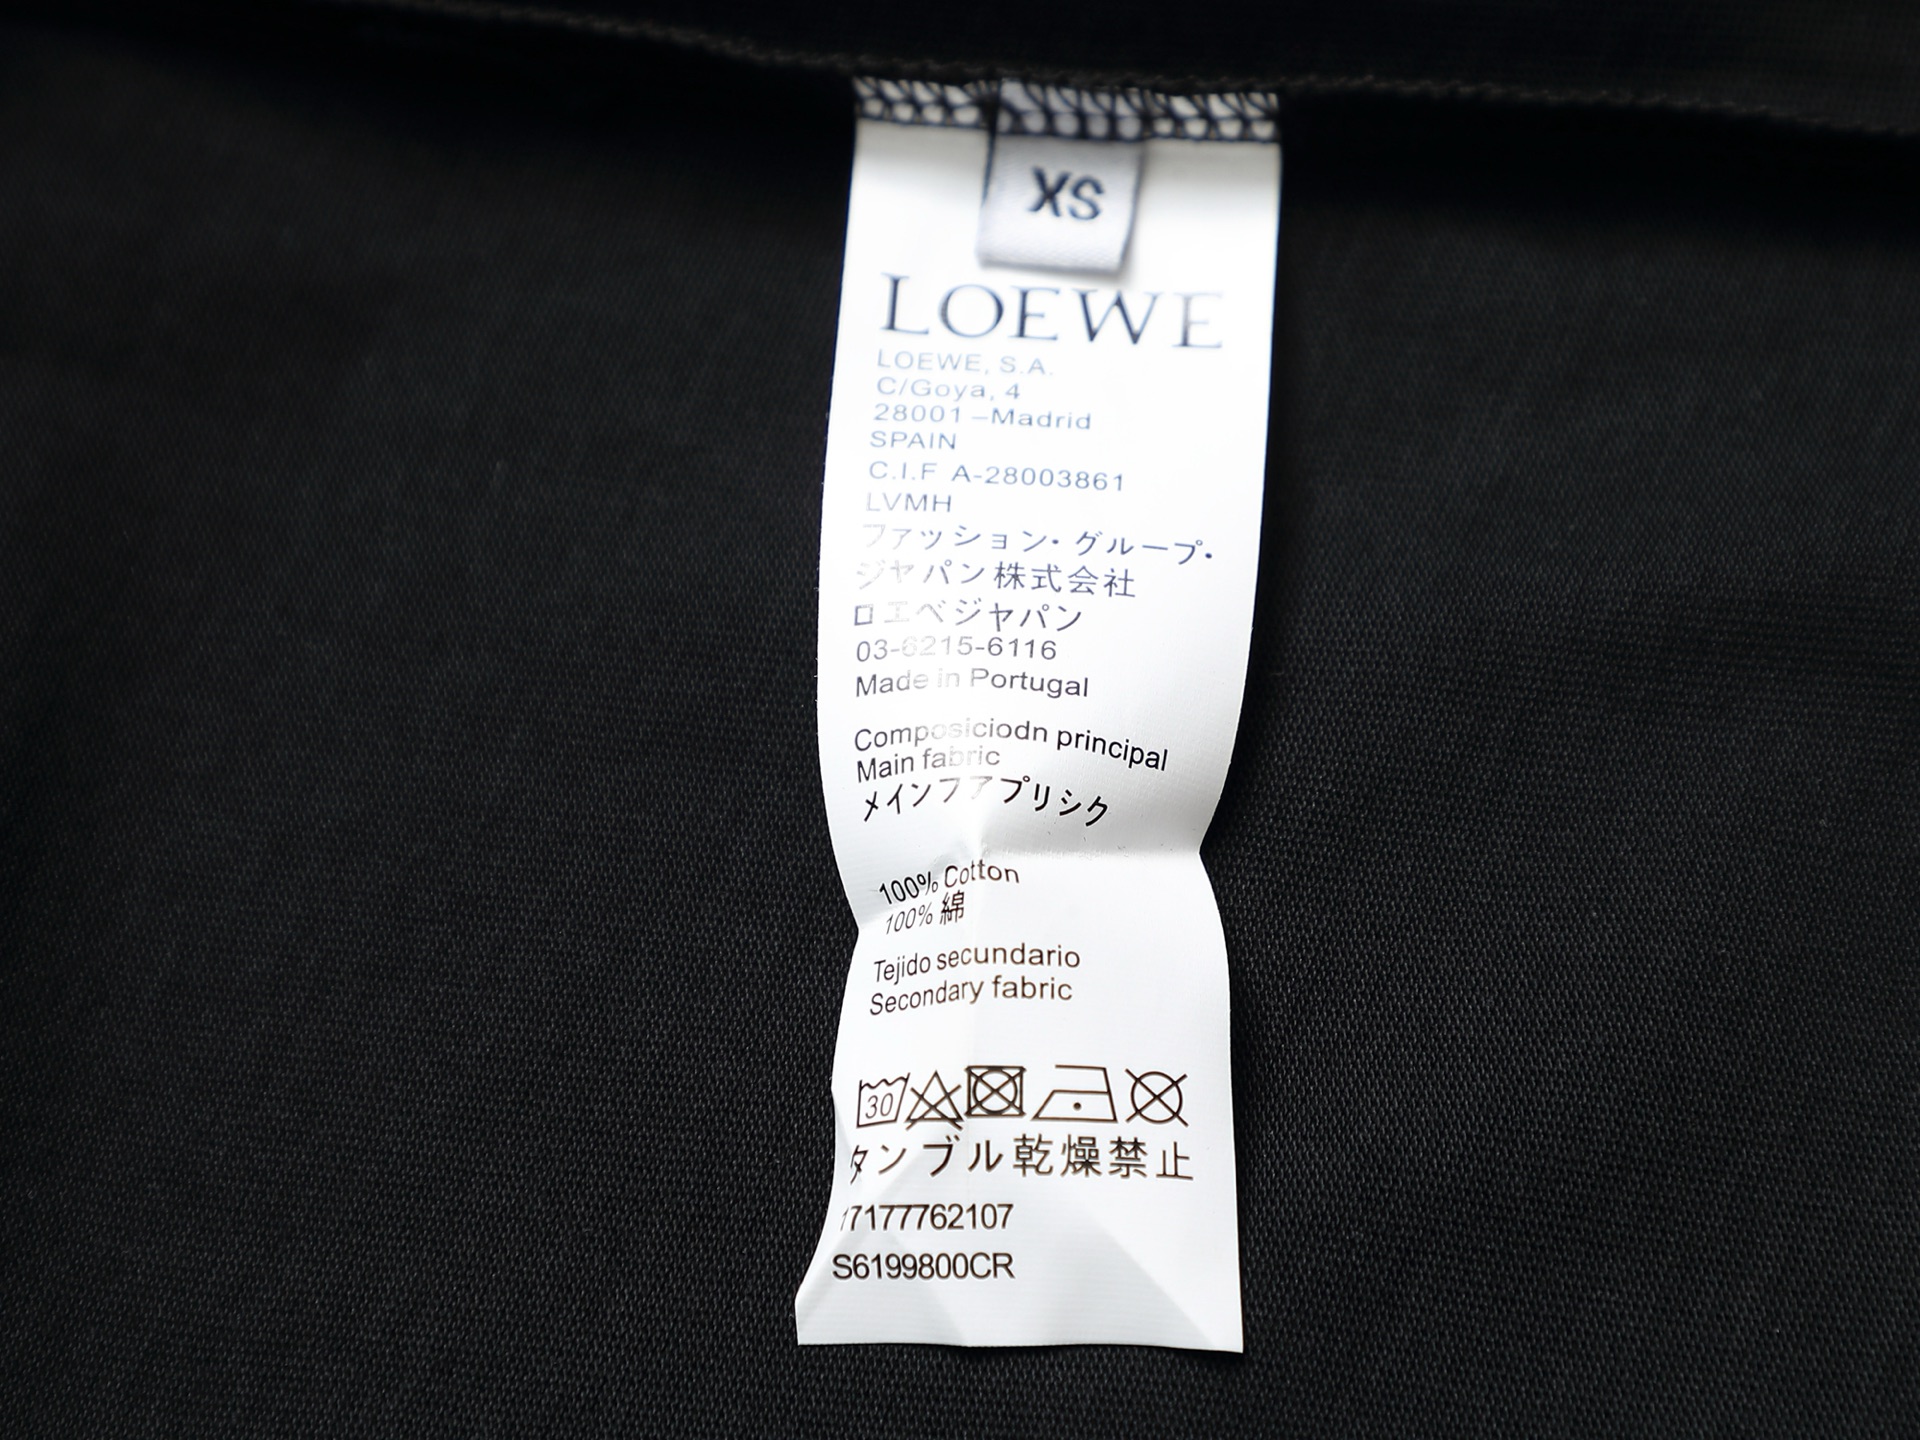 XS
LOEWE
LOEWE, S.A.
C/Goya, 4
28001 –Madrid
SPAIN
C.I.F A-28003861
LVMH
ファッション・グループ・
ジャパン株式会社
ロエベジャパン
03-6215-6116
Made in Portugal
Composiciodn principal
Main fabric
メインフアプリシク
100% Cotton
100% 綿
Tejido secundario
Secondary fabric
30
タンブル乾燥禁止
17177762107
S6199800CR